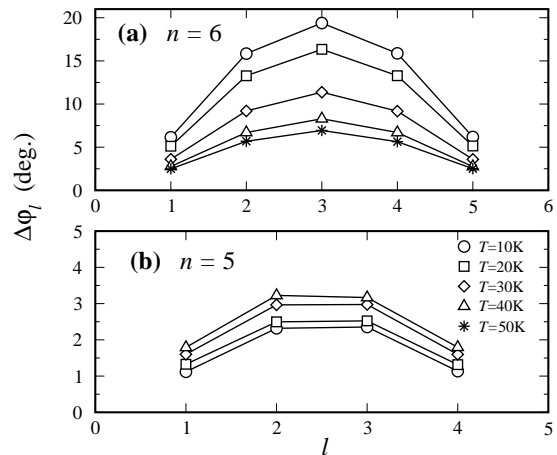 20
15
10
5
0
(a) n = 6
0 1 2 3 4 5 6
Δφl (deg.)
5
4
3
2
1
0
(b) n = 5
T=10K
T=20K
T=30K
T=40K
T=50K
0 1 2 3 4 5
l